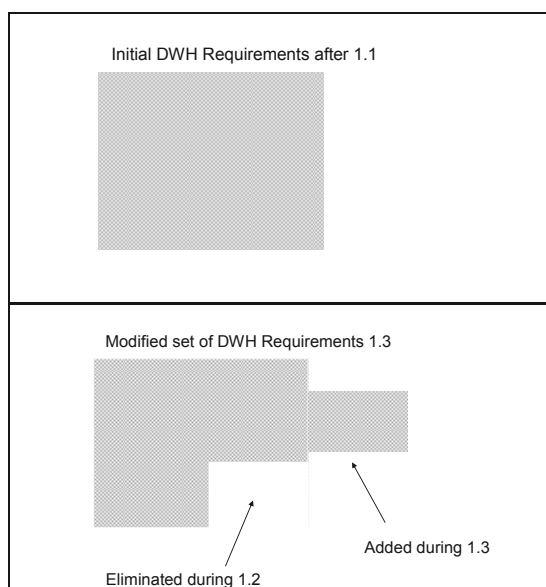 Initial DWH Requirements after 1.1
Modified set of DWH Requirements 1.3
Added during 1.3
Eliminated during 1.2